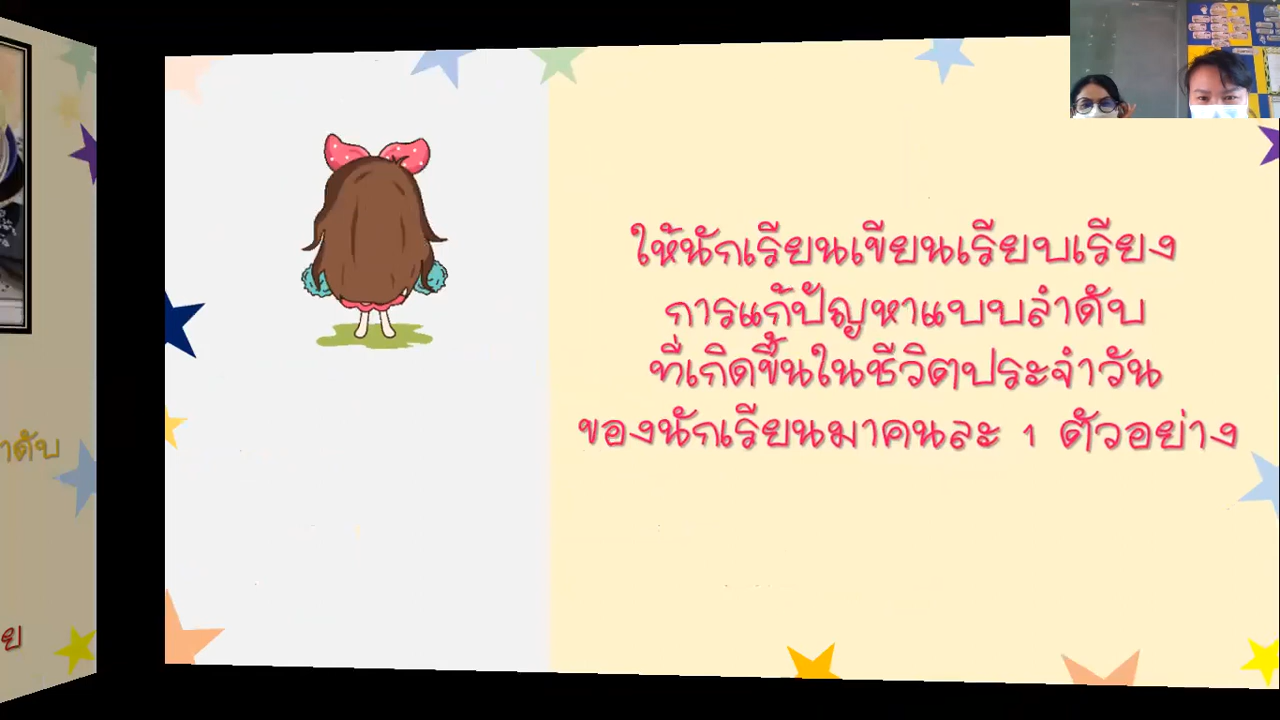 ให้นักเรียนเขียนเรียบเรียง
การแก้ปัญหาแบบลำดับ
ที่เกิดขึ้นในชีวิตประจำวัน
ของนักเรียนมาคนละ 1 ตัวอย่าง